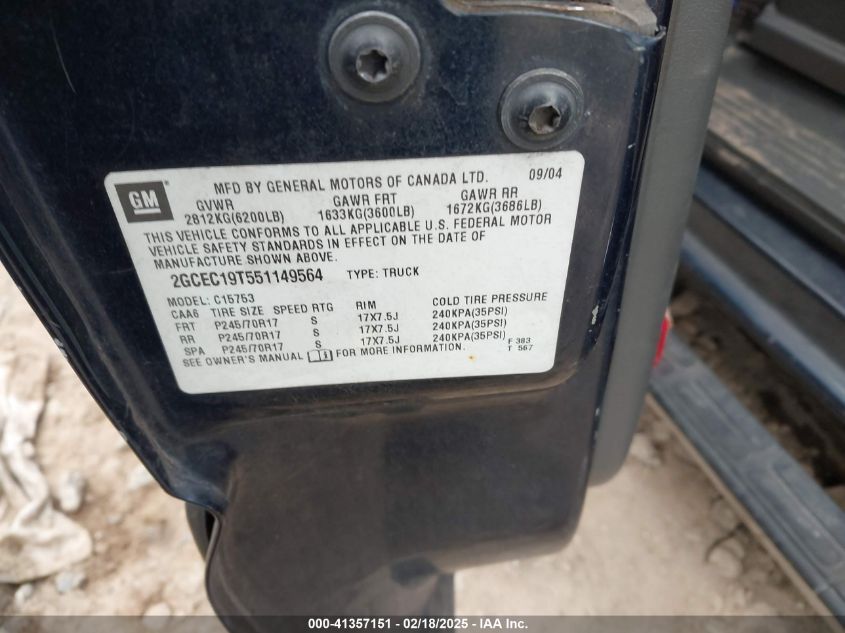 GM
MFD BY GENERAL MOTORS OF CANADA LTD. 09/04
GVWR GAWR FRT GAWR RR
2812KG(6200LB) 1633KG(3600LB) 1672KG(3686LB)
THIS VEHICLE CONFORMS TO ALL APPLICABLE U.S. FEDERAL MOTOR
VEHICLE SAFETY STANDARDS IN EFFECT ON THE DATE OF
MANUFACTURE SHOWN ABOVE.
2GCEC19T551149564 TYPE: TRUCK
MODEL: C15753
CAA6 TIRE SIZE SPEED RTG RIM COLD TIRE PRESSURE
FRT P245/70R17 S 17X7.5J 240KPA(35PSI)
RR P245/70R17 S 17X7.5J 240KPA(35PSI)
SPA P245/70R17 S 17X7.5J 240KPA(35PSI)
SEE OWNER'S MANUAL FOR MORE INFORMATION.
F 383
T 567
000-41357151 / 02/18/2025 - © IAA Inc.